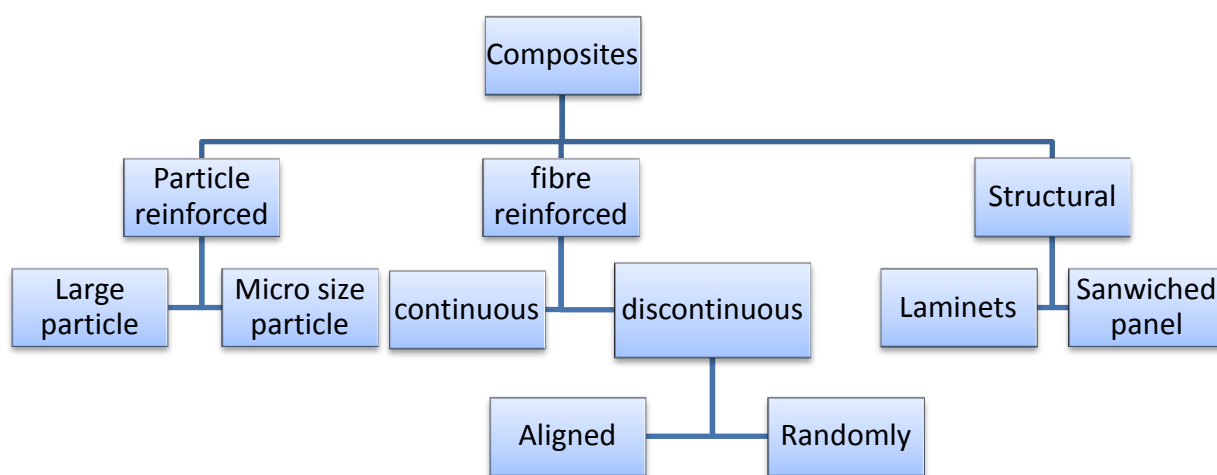 Composites
Particle
reinforced
fibre
reinforced
Structural
Large
particle
Micro size
particle
continuous
discontinuous
Laminets
Sanwiched
panel
Aligned
Randomly